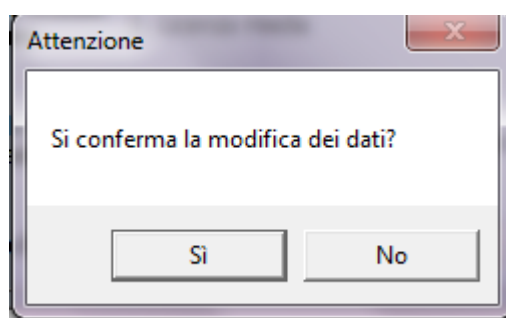 Attenzione
Si conferma la modifica dei dati?
Sì
No